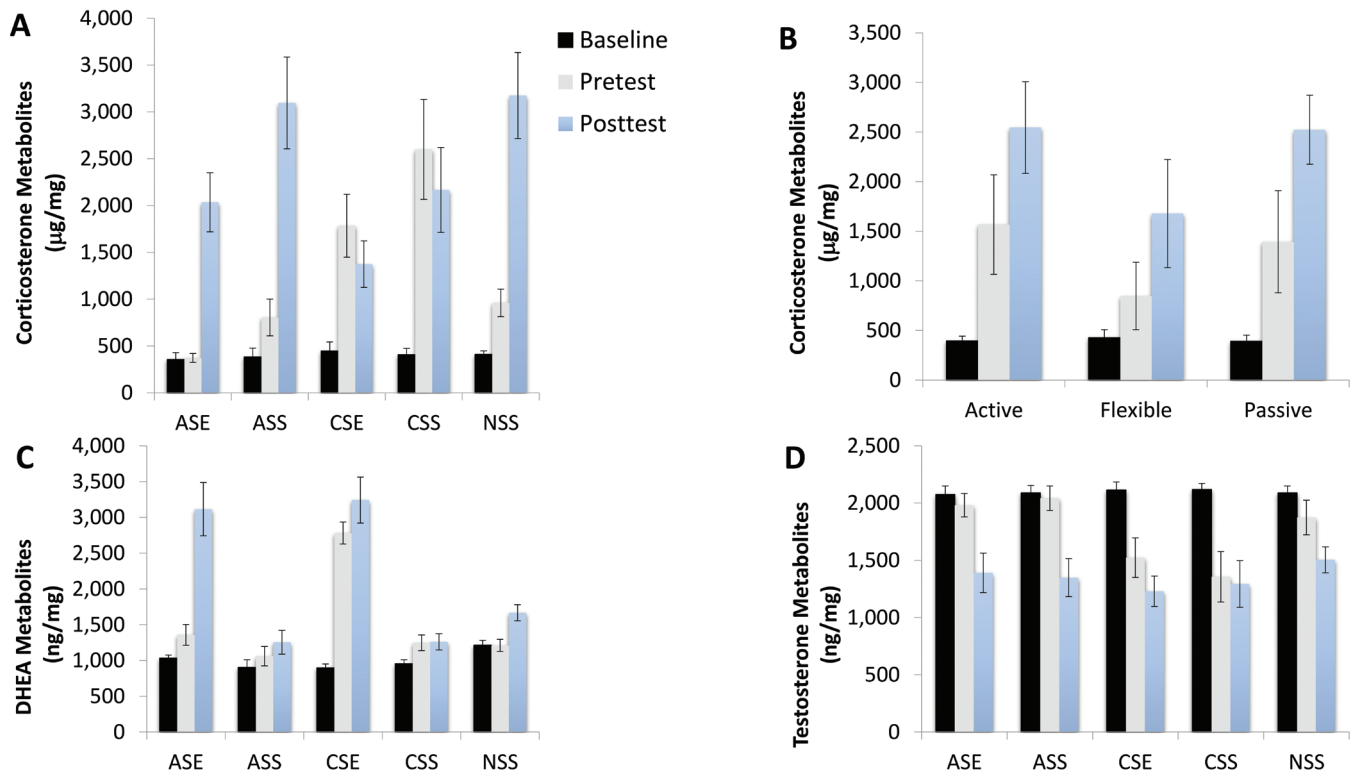 A
Corticosterone Metabolites
(µg/mg)
4,000
3,500
3,000
2,500
2,000
1,500
1,000
500
0
ASE ASS CSE CSS NSS
Baseline
Pretest
Posttest
B
Corticosterone Metabolites
(µg/mg)
3,500
3,000
2,500
2,000
1,500
1,000
500
0
Active Flexible Passive
C
DHEA Metabolites
(ng/mg)
4,000
3,500
3,000
2,500
2,000
1,500
1,000
500
0
ASE ASS CSE CSS NSS
D
Testosterone Metabolites
(ng/mg)
2,500
2,000
1,500
1,000
500
0
ASE ASS CSE CSS NSS